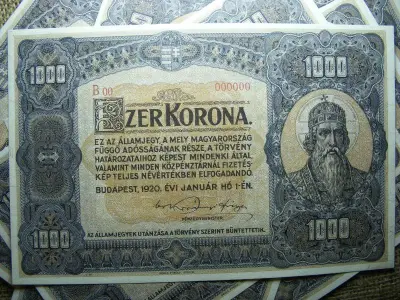 1000
1000
B 00
000000
EZER KORONA.
EZ AZ ÁLLAMJEGY, A MELY MAGYARORSZÁG
FÜGGŐ ADÓSSÁGÁNAK RÉSZE, A TÖRVÉNY
HATÁROZATAIHOZ KÉPEST MINDENKI ÁLTAL
VALAMINT MINDEN KÖZPÉNZTÁRNÁL FIZETÉS-
KÉP TELJES NÉVÉRTÉKBEN ELFOGADANDÓ.
BUDAPEST, 1920. ÉVI JANUÁR HÓ 1-ÉN.
PÉNZÜGYMINISZTER.
1000
1000
AZ ÁLLAMJEGYEK UTÁNZÁSA A TÖRVÉNY SZERINT BÜNTETTETIK.